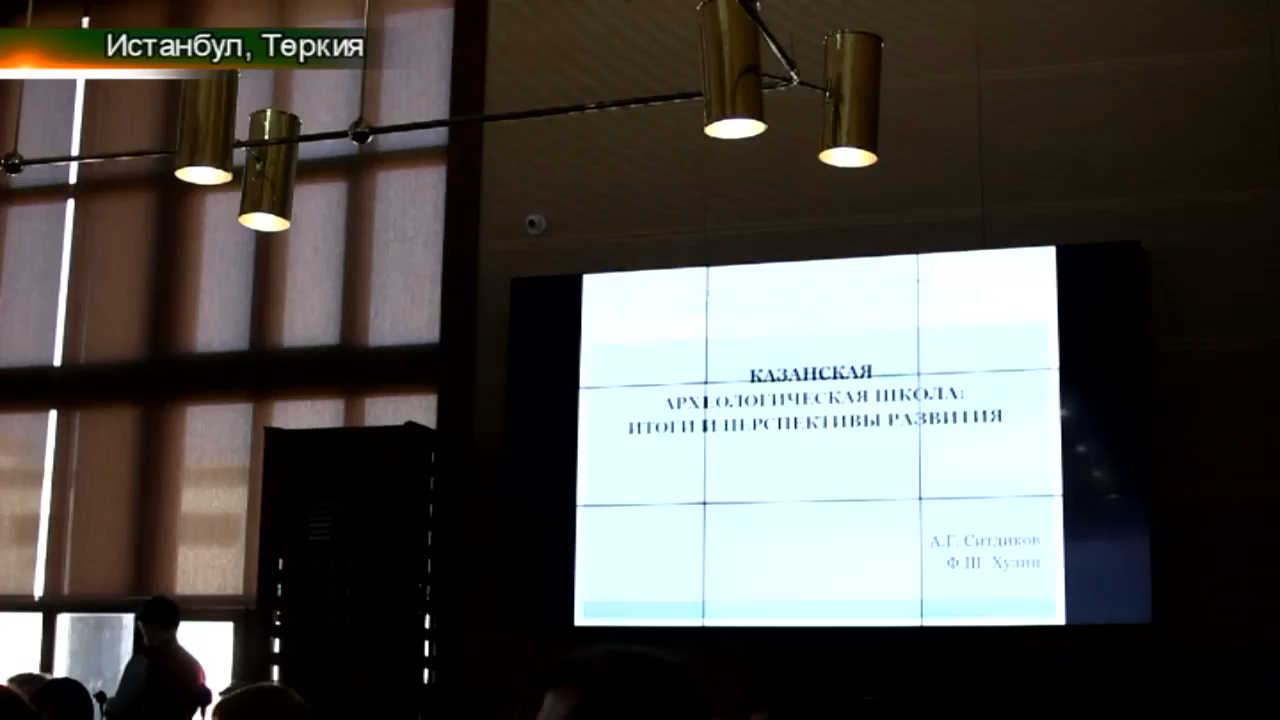 Истанбул, Төркия
КАЗАНСКАЯ
АРХЕОЛОГИЧЕСКАЯ ШКОЛА:
ИТОГИ И ПЕРСПЕКТИВЫ РАЗВИТИЯ
А.Г. Ситдиков
Ф.Ш. Хузин